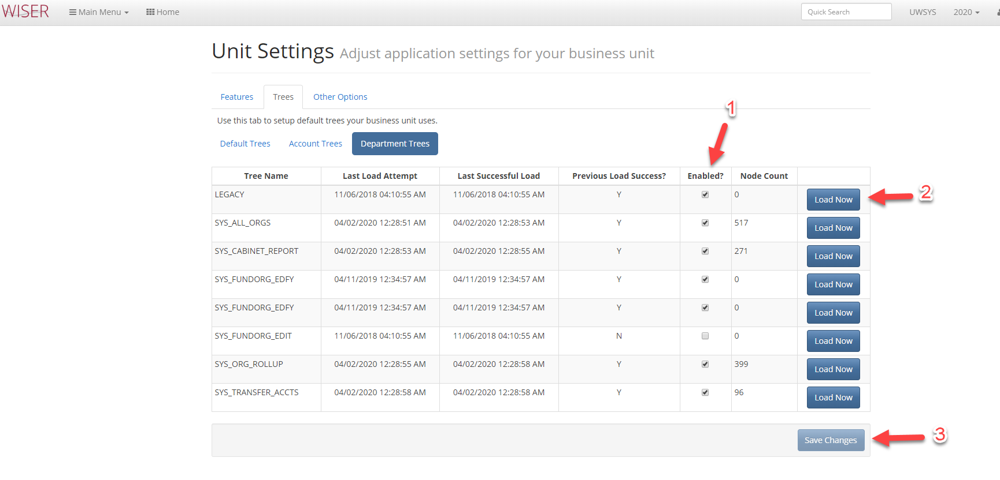 WISER Main Menu Home Quick Search UWSYS 2020
Unit Settings Adjust application settings for your business unit
Features Trees Other Options
1
Use this tab to setup default trees your business unit uses.
Default Trees Account Trees Department Trees
Tree Name Last Load Attempt Last Successful Load Previous Load Success? Enabled? Node Count
LEGACY 11/06/2018 04:10:55 AM 11/06/2018 04:10:55 AM Y 0 Load Now 2
SYS_ALL_ORGS 04/02/2020 12:28:51 AM 04/02/2020 12:28:53 AM Y 517 Load Now
SYS_CABINET_REPORT 04/02/2020 12:28:53 AM 04/02/2020 12:28:55 AM Y 271 Load Now
SYS_FUNDORG_EDFY 04/11/2019 12:34:57 AM 04/11/2019 12:34:57 AM Y 0 Load Now
SYS_FUNDORG_EDFY 04/11/2019 12:34:57 AM 04/11/2019 12:34:57 AM Y 0 Load Now
SYS_FUNDORG_EDIT 11/06/2018 04:10:55 AM 11/06/2018 04:10:55 AM N 0 Load Now
SYS_ORG_ROLLUP 04/02/2020 12:28:55 AM 04/02/2020 12:28:58 AM Y 399 Load Now
SYS_TRANSFER_ACCTS 04/02/2020 12:28:58 AM 04/02/2020 12:28:58 AM Y 96 Load Now
Save Changes 3